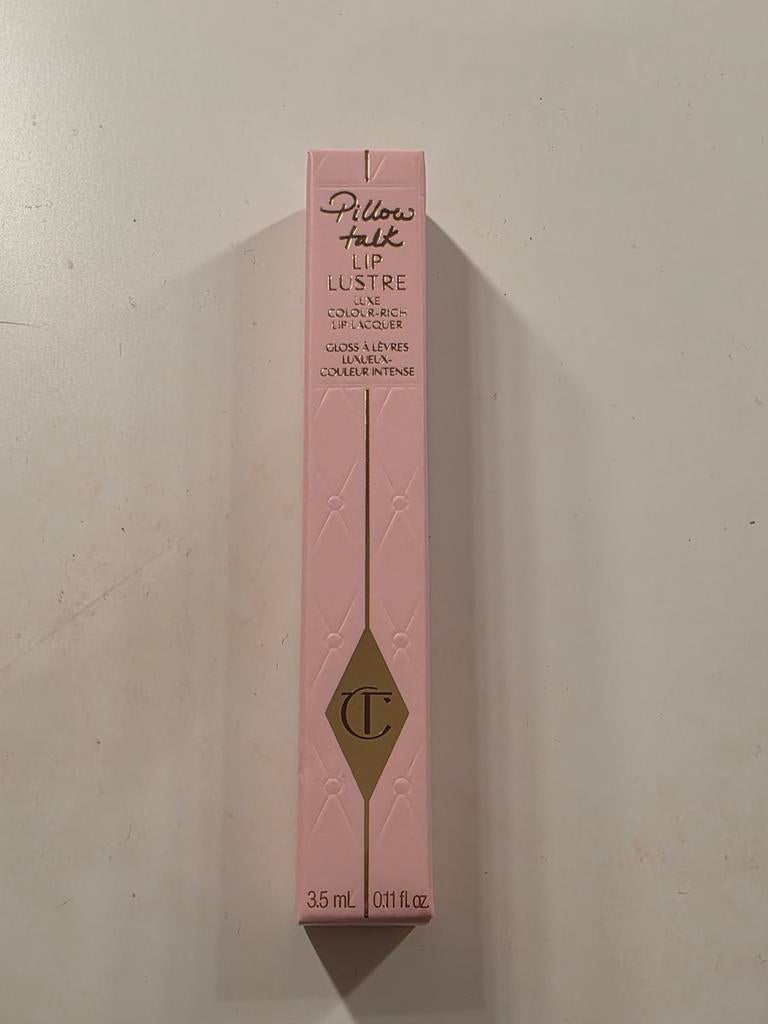 Pillow
talk
LIP
LUSTRE
LUXE
COLOUR-RICH
LIP LACQUER
GLOSS À LÈVRES
LUXUEUX-
COULEUR INTENSE
CT
3.5 mL 0.11 fl. oz